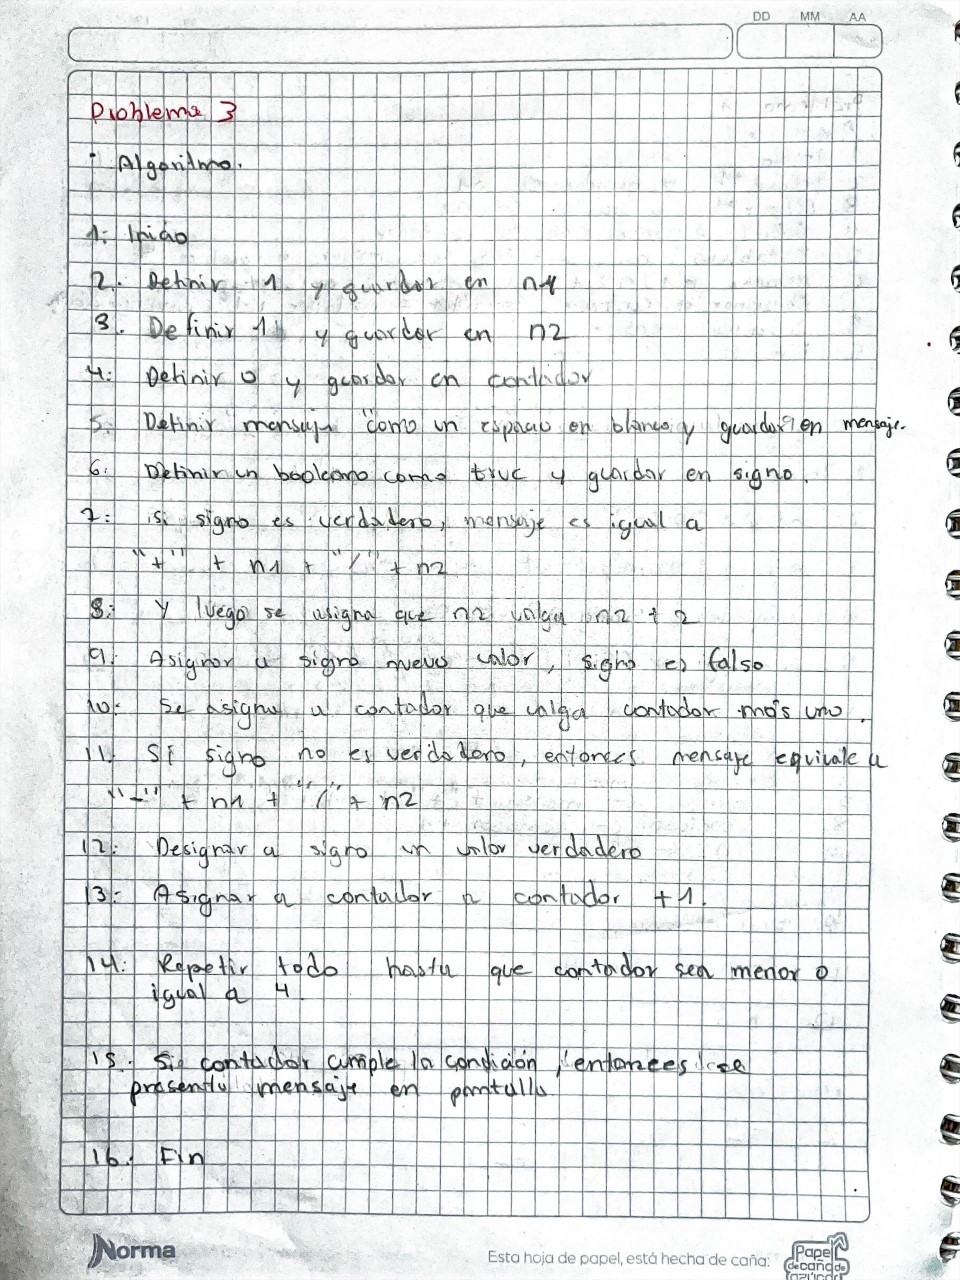 DD MM AA
Problema 3
• Algoritmo.
1. Inicio
2. Definir 1 y guardar en n1
3. Definir 1 y guardar en n2
4. Definir 0 y guardar en contador
5. Definir mensaje como un espacio en blanco y guardar en mensaje.
6. Definir un booleano como true y guardar en signo.
7. Si signo es verdadero, mensaje es igual a
"+" + n1 + "/" + n2
8. Y luego se asigna que n2 valga n2 + 2
9. Asignar a signo nuevo valor, signo es falso
10. Se asigna a contador que valga contador más uno.
11. Si signo no es verdadero, entonces mensaje equivale a
"-" + n1 + "/" + n2
12. Designar a signo un valor verdadero
13. Asignar a contador a contador +1.
14. Repetir todo hasta que contador sea menor o
igual a 4.
15. Si contador cumple la condición, entonces se
presenta mensaje en pantalla
16. Fin
Norma
Esta hoja de papel, está hecha de caña:
Papel
de caña de
azúcar